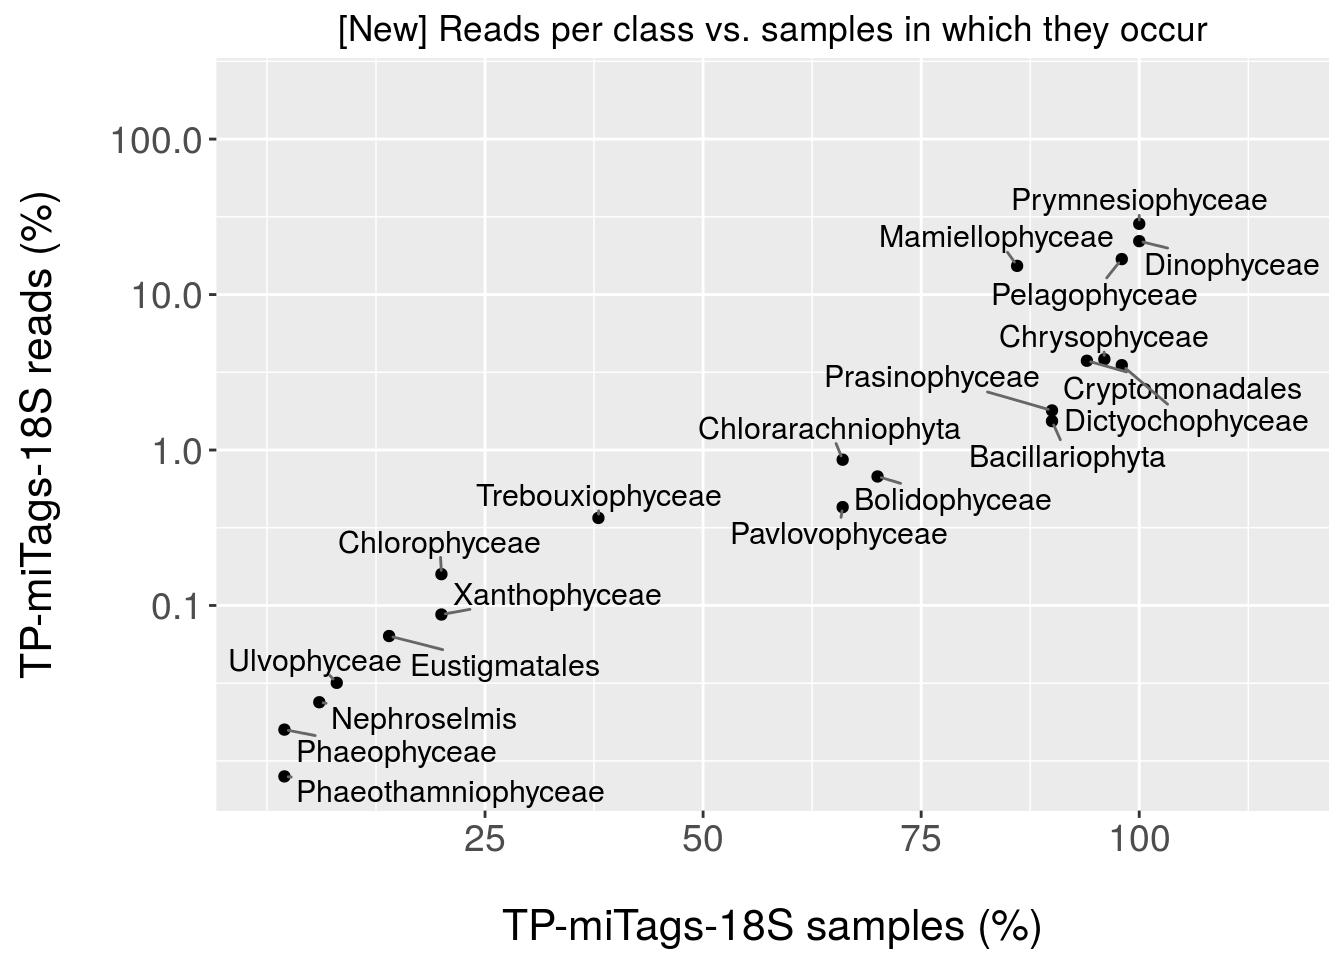 [New] Reads per class vs. samples in which they occur
100.0
10.0
1.0
0.1
TP-miTags-18S reads (%)
Prymnesiophyceae
Mamiellophyceae
Dinophyceae
Pelagophyceae
Chrysophyceae
Prasinophyceae
Cryptomonadales
Dictyochophyceae
Chlorarachniophyta
Bacillariophyta
Trebouxiophyceae
Bolidophyceae
Pavlovophyceae
Chlorophyceae
Xanthophyceae
Ulvophyceae
Eustigmatales
Nephroselmis
Phaeophyceae
Phaeothamniophyceae
25 50 75 100
TP-miTags-18S samples (%)